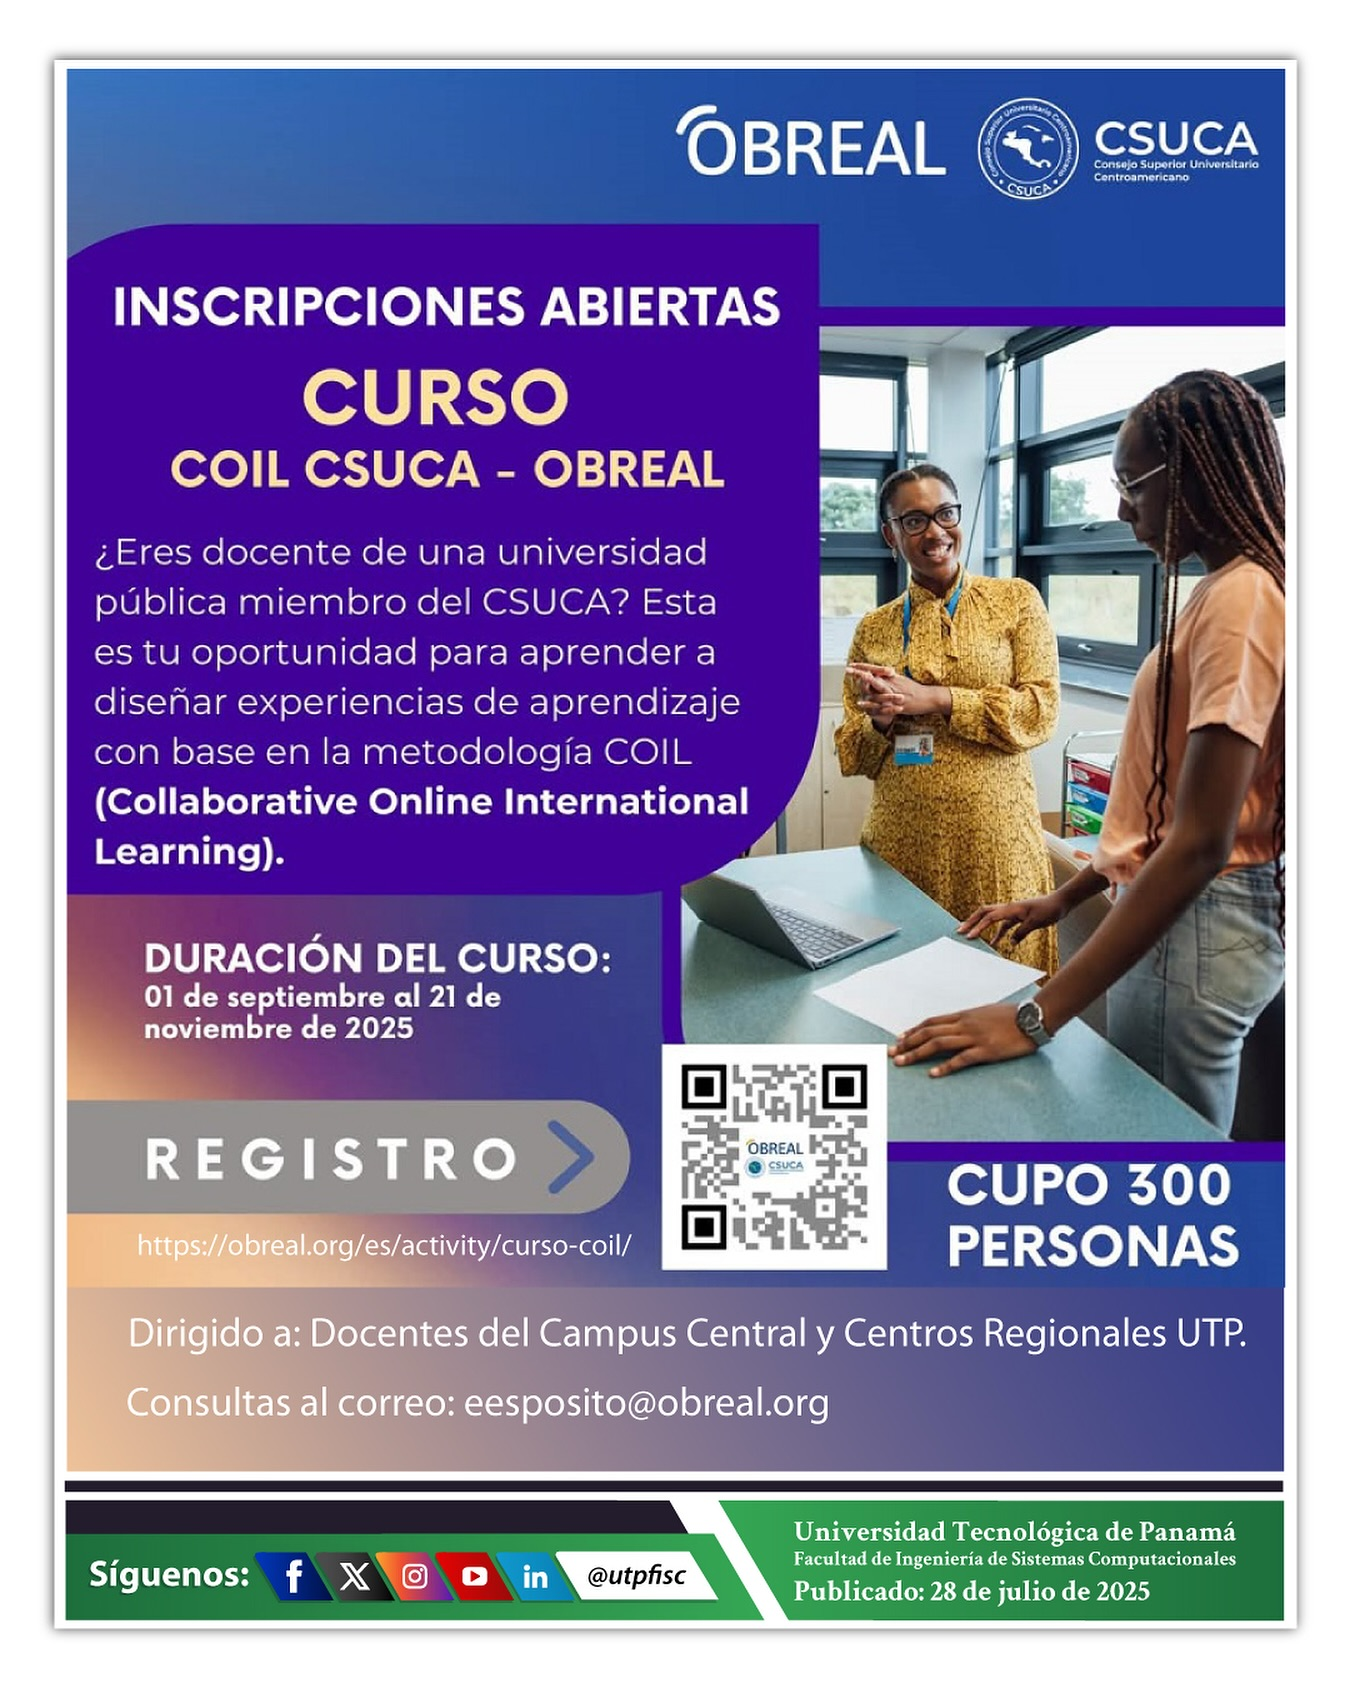 OBREAL
CSUCA
Consejo Superior Universitario
Centroamericano
Consejo Superior Universitario Centroamericano
• CSUCA •
INSCRIPCIONES ABIERTAS
CURSO
COIL CSUCA - OBREAL
¿Eres docente de una universidad
pública miembro del CSUCA? Esta
es tu oportunidad para aprender a
diseñar experiencias de aprendizaje
con base en la metodología COIL
(Collaborative Online International
Learning).
DURACIÓN DEL CURSO:
01 de septiembre al 21 de
noviembre de 2025
REGISTRO
https://obreal.org/es/activity/curso-coil/
OBREAL
CSUCA
CUPO 300
PERSONAS
Dirigido a: Docentes del Campus Central y Centros Regionales UTP.
Consultas al correo: eesposito@obreal.org
Síguenos:
@utpfisc
Universidad Tecnológica de Panamá
Facultad de Ingeniería de Sistemas Computacionales
Publicado: 28 de julio de 2025